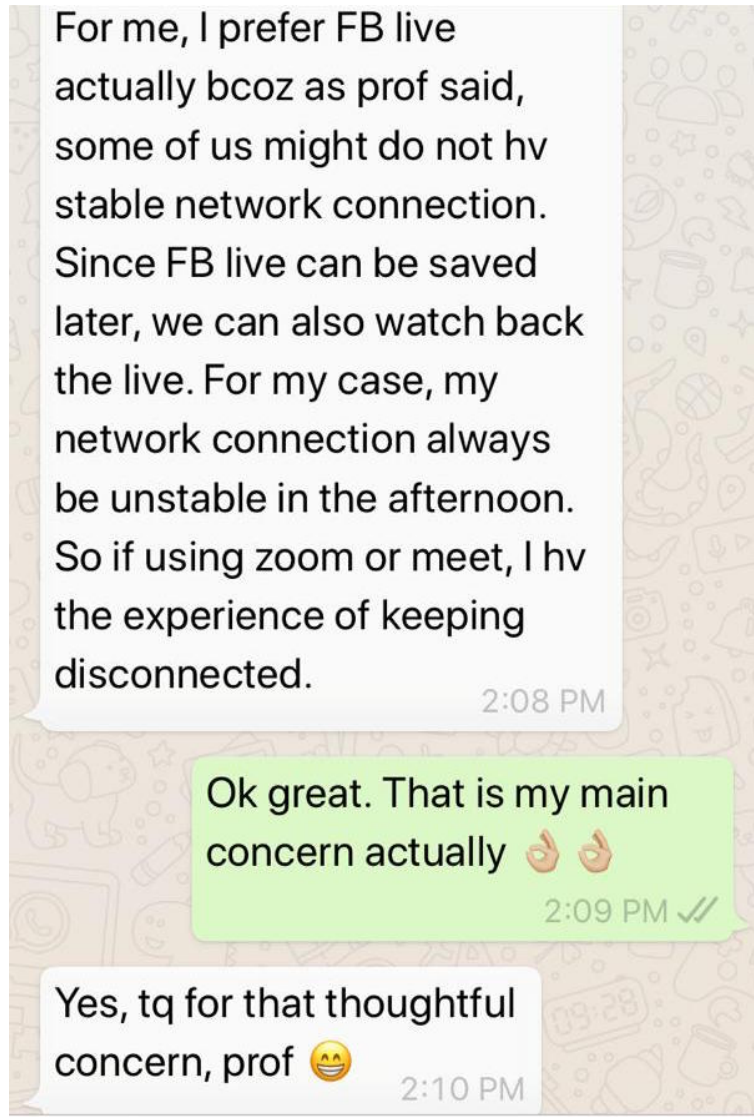 For me, I prefer FB live
actually bcoz as prof said,
some of us might do not hv
stable network connection.
Since FB live can be saved
later, we can also watch back
the live. For my case, my
network connection always
be unstable in the afternoon.
So if using zoom or meet, I hv
the experience of keeping
disconnected.
2:08 PM
Ok great. That is my main
concern actually 👌🏼 👌🏼
2:09 PM
Yes, tq for that thoughtful
concern, prof 😁
2:10 PM
09:28